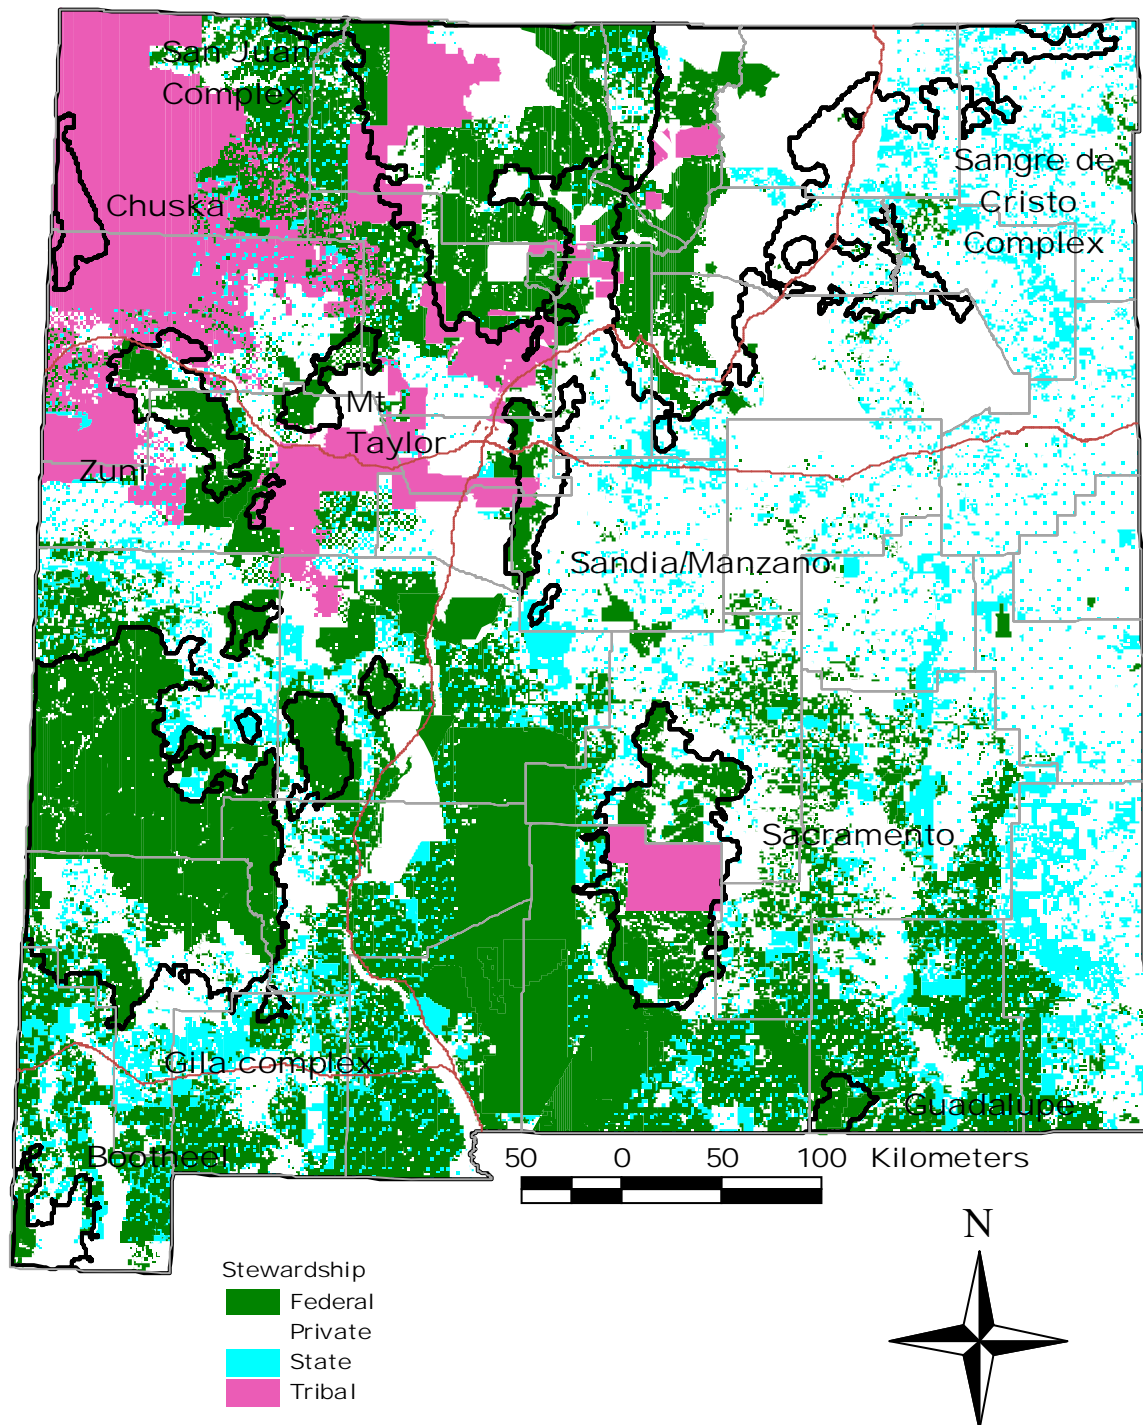 San Juan
Complex
Sangre de
Cristo
Complex
Chuska
Mt.
Taylor
Zuni
Sandia/Manzano
Sacramento
Gila complex
Guadalupe
Bootheel
50 0 50 100 Kilometers
N
Stewardship
Federal
Private
State
Tribal